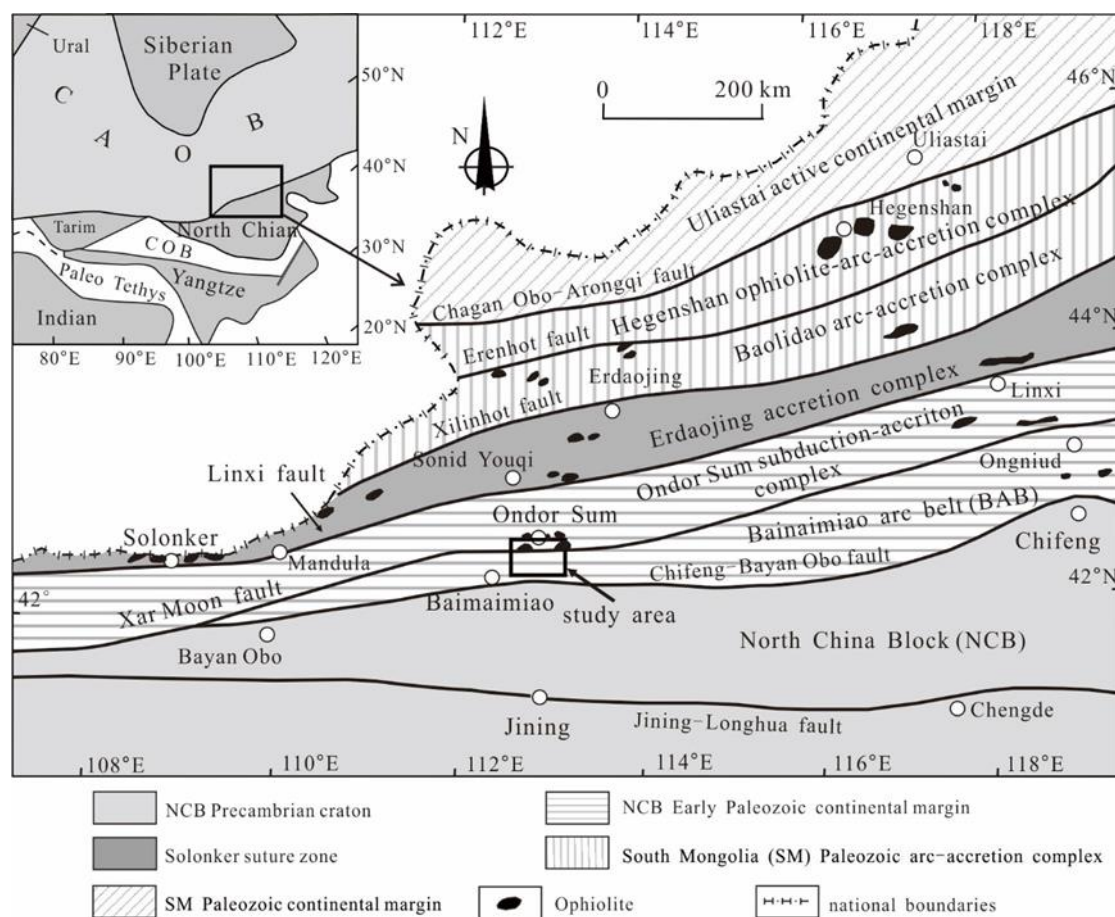 Ural
Siberian
Plate
C A O B
Tarim
North Chian
COB
Yangtze
Paleo Tethys
Indian
50°N
40°N
30°N
20°N
80°E 90°E 100°E 110°E 120°E
112°E 114°E 116°E 118°E
0 200 km
N
46°N
44°N
42°N
42°
Uliastai active continental margin
Uliastai
Chagan Obo-Arongqi fault
Hegenshan
Hegenshan ophiolite-arc-accretion complex
Erenhot fault
Baolidao arc-accretion complex
Erdaojing
Xilinhot fault
Erdaojing accretion complex
Linxi
Sonid Youqi
Ondor Sum subduction-accriton
complex
Linxi fault
Ongniud
Ondor Sum
Bainaimiao arc belt (BAB)
Solonker
Mandula
Chifeng
Chifeng-Bayan Obo fault
Xar Moon fault
Baimaimiao
study area
Bayan Obo
North China Block (NCB)
Jining
Jining-Longhua fault
Chengde
108°E 110°E 112°E 114°E 116°E 118°E
NCB Precambrian craton
NCB Early Paleozoic continental margin
Solonker suture zone
South Mongolia (SM) Paleozoic arc-accretion complex
SM Paleozoic continental margin
Ophiolite
national boundaries